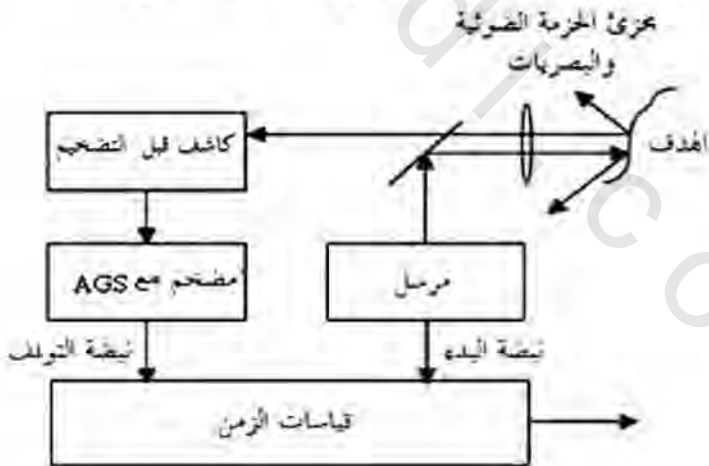 مجزئ الحزمة الضوئية
والبصريات
الهدف
كاشف قبل التضخيم
مضخم مع AGS
مرسل
نبضة التوقف
نبضة البدء
قياسات الزمن